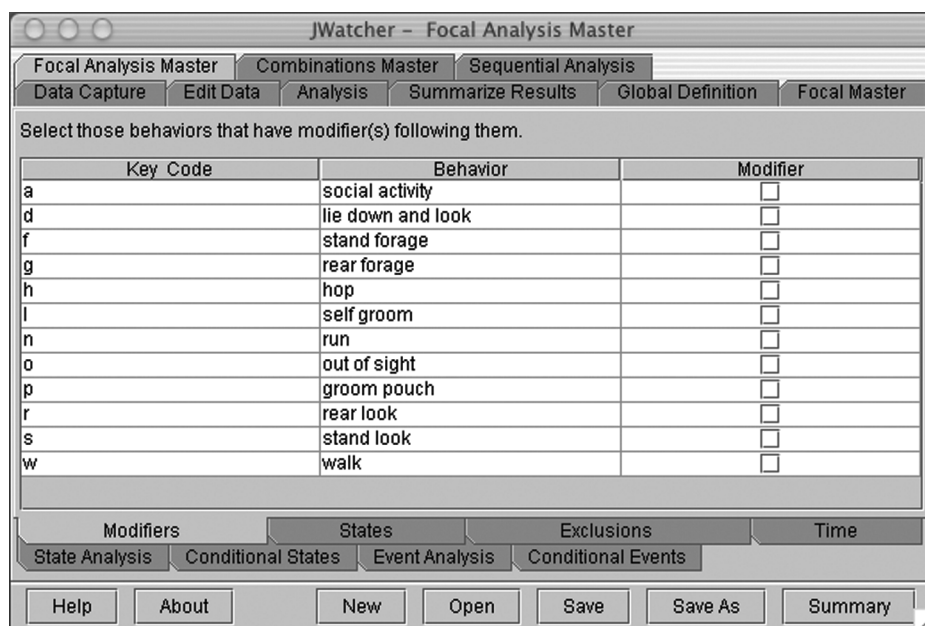 JWatcher – Focal Analysis Master
Focal Analysis Master Combinations Master Sequential Analysis
Data Capture Edit Data Analysis Summarize Results Global Definition Focal Master
Select those behaviors that have modifier(s) following them.
Key Code Behavior Modifier
a social activity
d lie down and look
f stand forage
g rear forage
h hop
l self groom
n run
o out of sight
p groom pouch
r rear look
s stand look
w walk
Modifiers States Exclusions Time
State Analysis Conditional States Event Analysis Conditional Events
Help About New Open Save Save As Summary